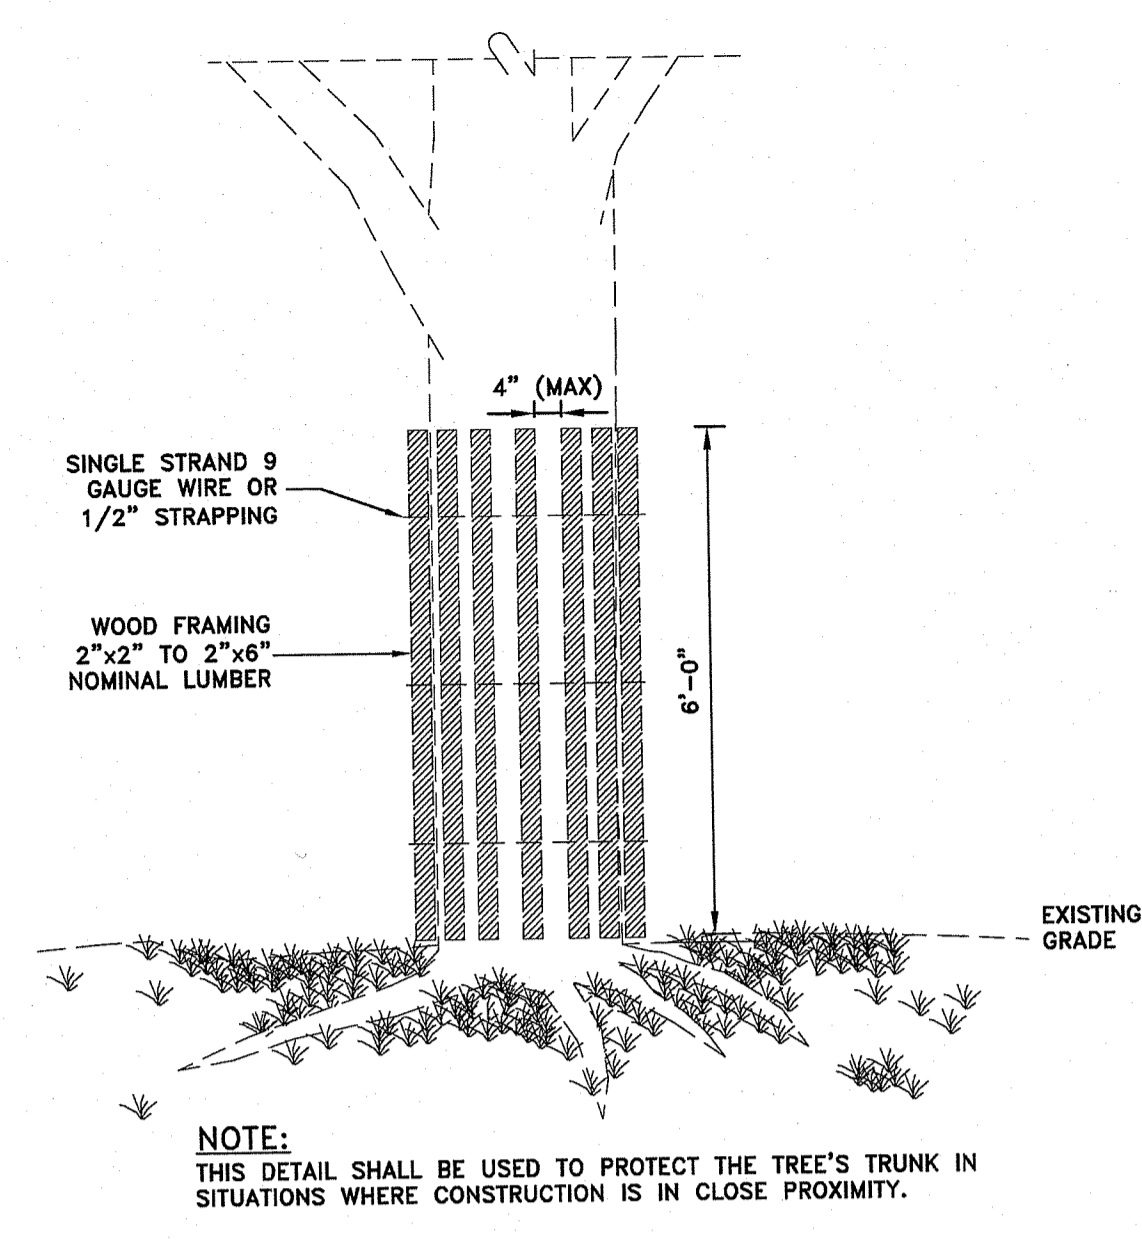 4" (MAX)
SINGLE STRAND 9
GAUGE WIRE OR
1/2" STRAPPING
WOOD FRAMING
2"x2" TO 2"x6"
NOMINAL LUMBER
6'-0"
EXISTING
GRADE
NOTE:
THIS DETAIL SHALL BE USED TO PROTECT THE TREE'S TRUNK IN
SITUATIONS WHERE CONSTRUCTION IS IN CLOSE PROXIMITY.